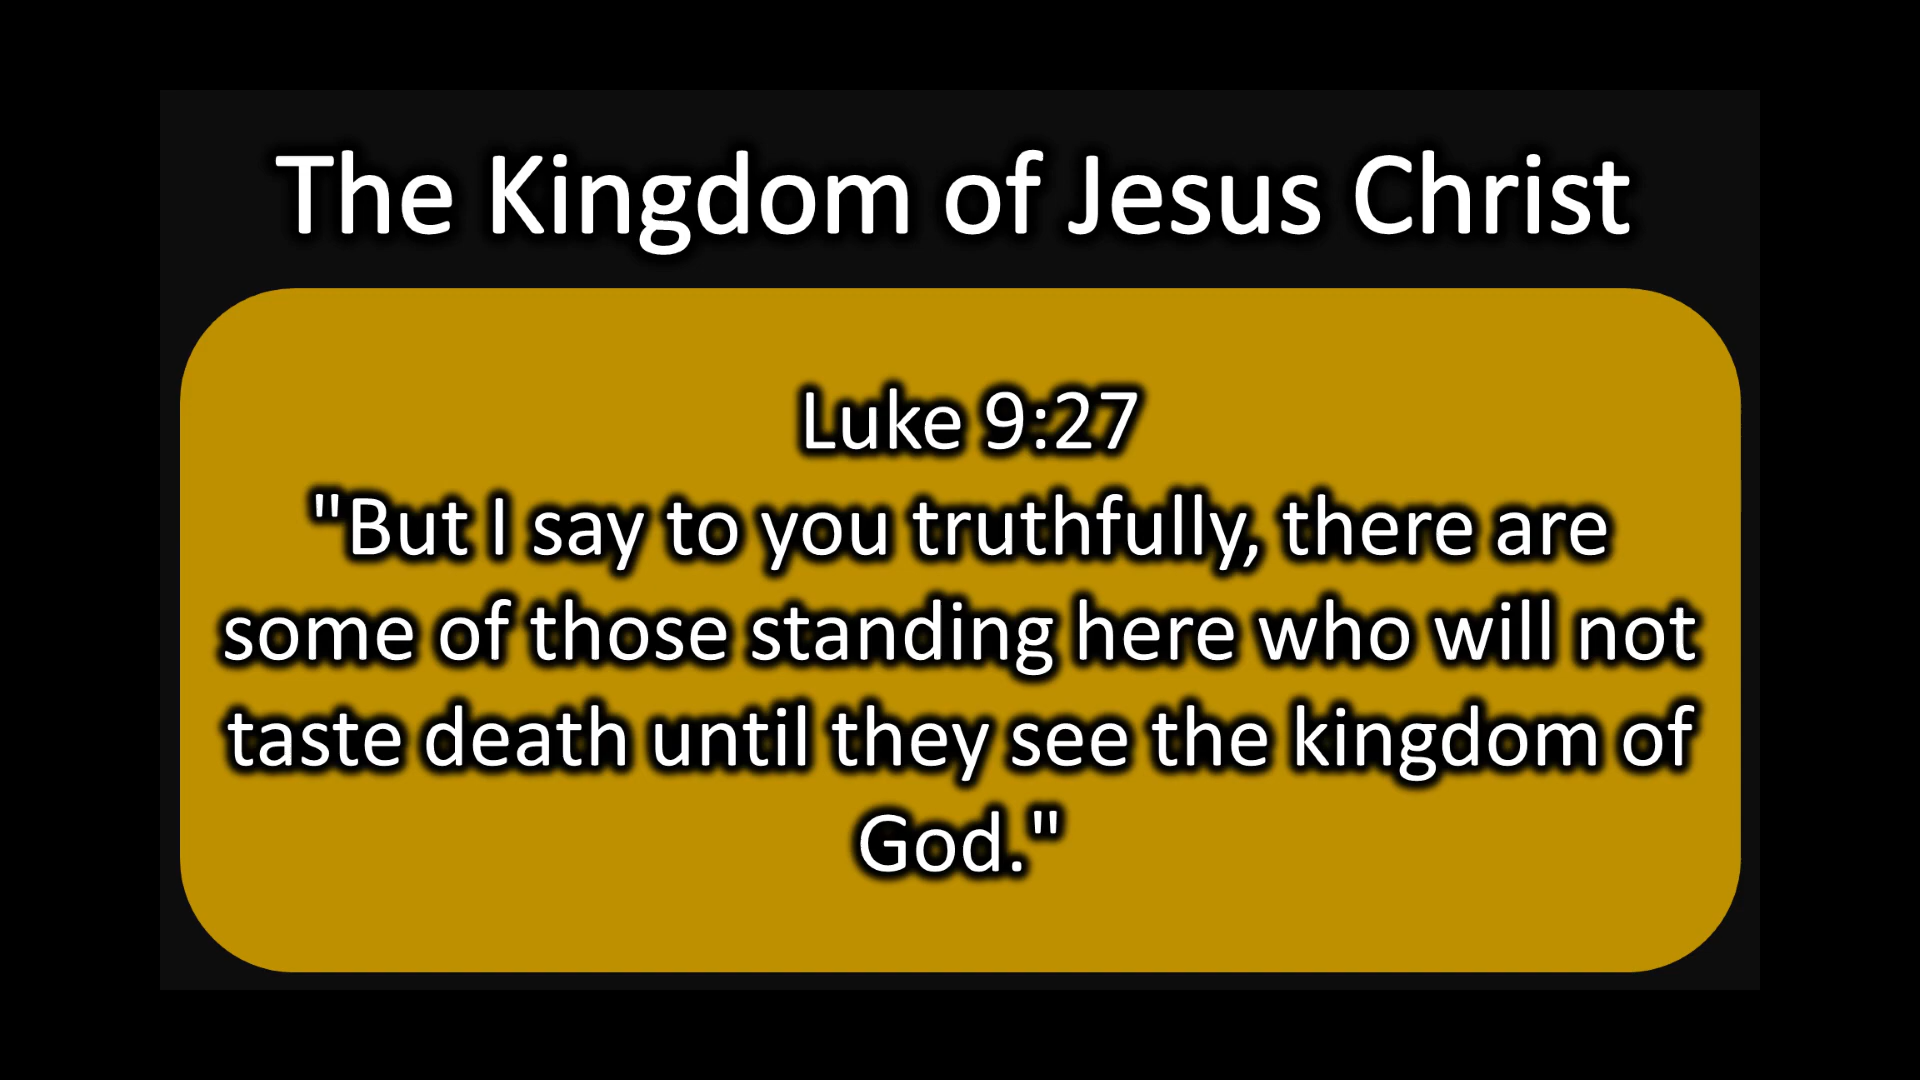 The Kingdom of Jesus Christ
Luke 9:27
"But I say to you truthfully, there are
some of those standing here who will not
taste death until they see the kingdom of
God."